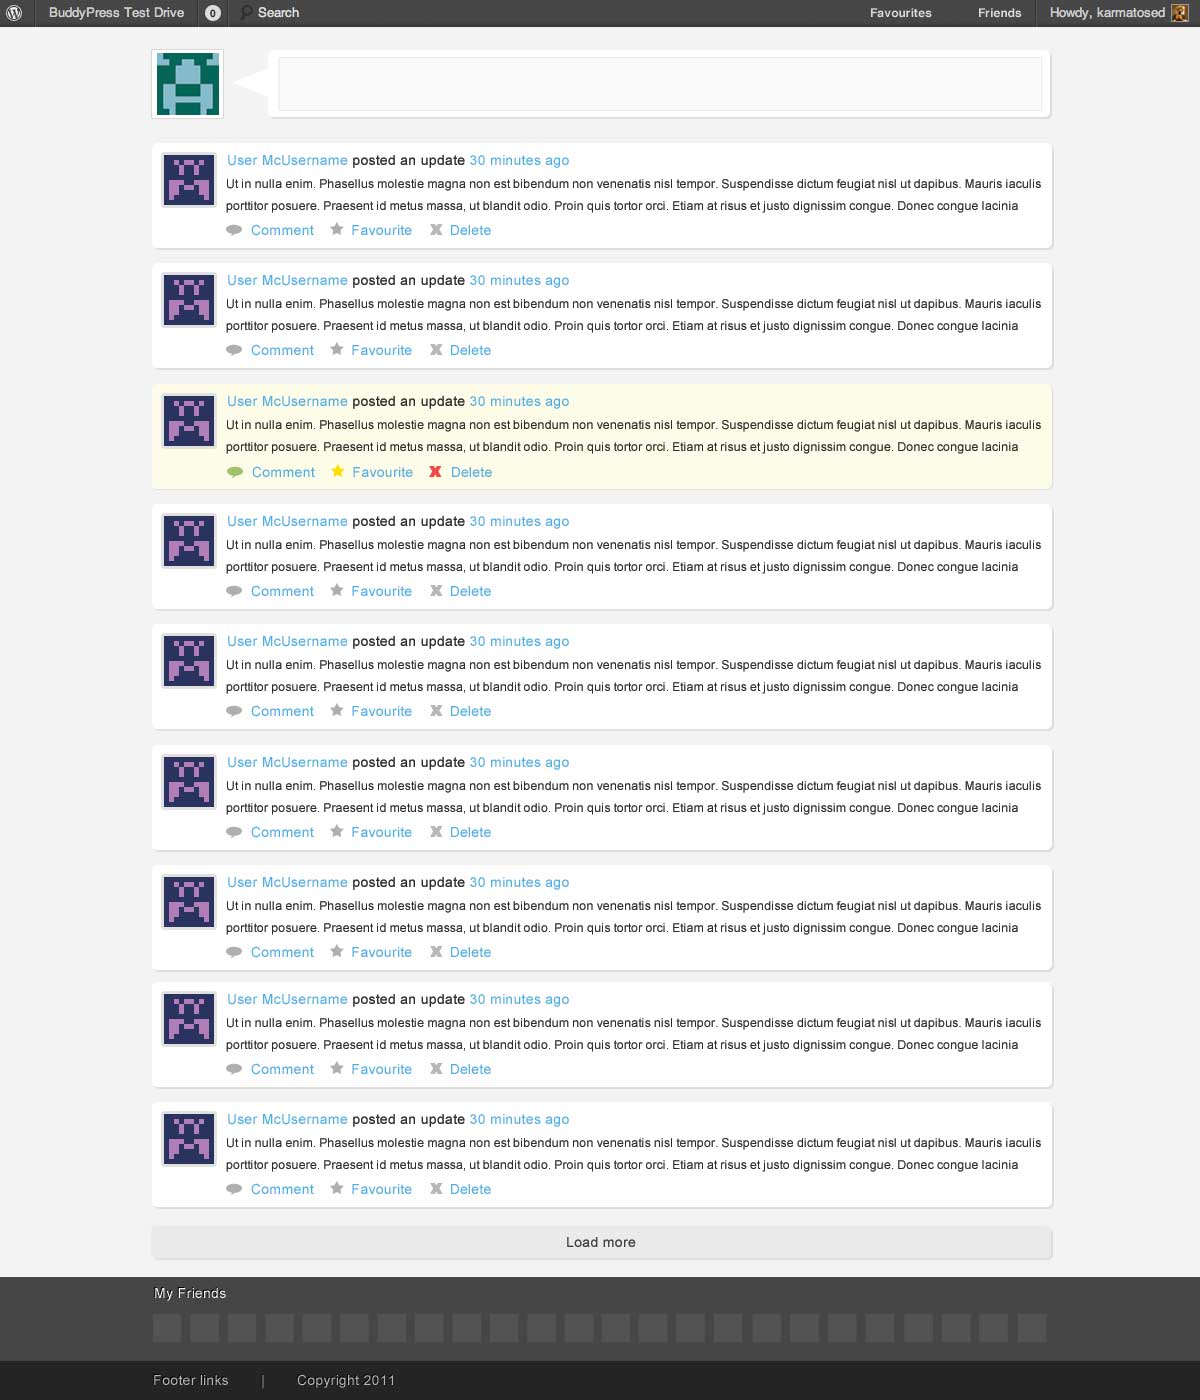 BuddyPress Test Drive 0 Search Favourites Friends Howdy, karmatosed
User McUsername posted an update 30 minutes ago
Ut in nulla enim. Phasellus molestie magna non est bibendum non venenatis nisl tempor. Suspendisse dictum feugiat nisl ut dapibus. Mauris iaculis
porttitor posuere. Praesent id metus massa, ut blandit odio. Proin quis tortor orci. Etiam at risus et justo dignissim congue. Donec congue lacinia
Comment Favourite Delete
User McUsername posted an update 30 minutes ago
Ut in nulla enim. Phasellus molestie magna non est bibendum non venenatis nisl tempor. Suspendisse dictum feugiat nisl ut dapibus. Mauris iaculis
porttitor posuere. Praesent id metus massa, ut blandit odio. Proin quis tortor orci. Etiam at risus et justo dignissim congue. Donec congue lacinia
Comment Favourite Delete
User McUsername posted an update 30 minutes ago
Ut in nulla enim. Phasellus molestie magna non est bibendum non venenatis nisl tempor. Suspendisse dictum feugiat nisl ut dapibus. Mauris iaculis
porttitor posuere. Praesent id metus massa, ut blandit odio. Proin quis tortor orci. Etiam at risus et justo dignissim congue. Donec congue lacinia
Comment Favourite Delete
User McUsername posted an update 30 minutes ago
Ut in nulla enim. Phasellus molestie magna non est bibendum non venenatis nisl tempor. Suspendisse dictum feugiat nisl ut dapibus. Mauris iaculis
porttitor posuere. Praesent id metus massa, ut blandit odio. Proin quis tortor orci. Etiam at risus et justo dignissim congue. Donec congue lacinia
Comment Favourite Delete
User McUsername posted an update 30 minutes ago
Ut in nulla enim. Phasellus molestie magna non est bibendum non venenatis nisl tempor. Suspendisse dictum feugiat nisl ut dapibus. Mauris iaculis
porttitor posuere. Praesent id metus massa, ut blandit odio. Proin quis tortor orci. Etiam at risus et justo dignissim congue. Donec congue lacinia
Comment Favourite Delete
User McUsername posted an update 30 minutes ago
Ut in nulla enim. Phasellus molestie magna non est bibendum non venenatis nisl tempor. Suspendisse dictum feugiat nisl ut dapibus. Mauris iaculis
porttitor posuere. Praesent id metus massa, ut blandit odio. Proin quis tortor orci. Etiam at risus et justo dignissim congue. Donec congue lacinia
Comment Favourite Delete
User McUsername posted an update 30 minutes ago
Ut in nulla enim. Phasellus molestie magna non est bibendum non venenatis nisl tempor. Suspendisse dictum feugiat nisl ut dapibus. Mauris iaculis
porttitor posuere. Praesent id metus massa, ut blandit odio. Proin quis tortor orci. Etiam at risus et justo dignissim congue. Donec congue lacinia
Comment Favourite Delete
User McUsername posted an update 30 minutes ago
Ut in nulla enim. Phasellus molestie magna non est bibendum non venenatis nisl tempor. Suspendisse dictum feugiat nisl ut dapibus. Mauris iaculis
porttitor posuere. Praesent id metus massa, ut blandit odio. Proin quis tortor orci. Etiam at risus et justo dignissim congue. Donec congue lacinia
Comment Favourite Delete
User McUsername posted an update 30 minutes ago
Ut in nulla enim. Phasellus molestie magna non est bibendum non venenatis nisl tempor. Suspendisse dictum feugiat nisl ut dapibus. Mauris iaculis
porttitor posuere. Praesent id metus massa, ut blandit odio. Proin quis tortor orci. Etiam at risus et justo dignissim congue. Donec congue lacinia
Comment Favourite Delete
Load more
My Friends
Footer links | Copyright 2011